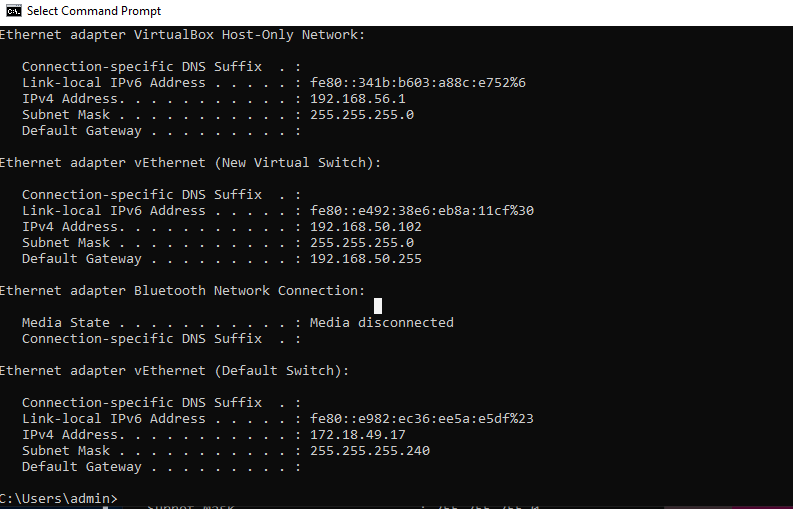 Select Command Prompt
Ethernet adapter VirtualBox Host-Only Network:
Connection-specific DNS Suffix  . :
Link-local IPv6 Address . . . . . : fe80::341b:b603:a88c:e752%6
IPv4 Address. . . . . . . . . . . : 192.168.56.1
Subnet Mask . . . . . . . . . . . : 255.255.255.0
Default Gateway . . . . . . . . . :
Ethernet adapter vEthernet (New Virtual Switch):
Connection-specific DNS Suffix  . :
Link-local IPv6 Address . . . . . : fe80::e492:38e6:eb8a:11cf%30
IPv4 Address. . . . . . . . . . . : 192.168.50.102
Subnet Mask . . . . . . . . . . . : 255.255.255.0
Default Gateway . . . . . . . . . : 192.168.50.255
Ethernet adapter Bluetooth Network Connection:
Media State . . . . . . . . . . . : Media disconnected
Connection-specific DNS Suffix  . :
Ethernet adapter vEthernet (Default Switch):
Connection-specific DNS Suffix  . :
Link-local IPv6 Address . . . . . : fe80::e982:ec36:ee5a:e5df%23
IPv4 Address. . . . . . . . . . . : 172.18.49.17
Subnet Mask . . . . . . . . . . . : 255.255.255.240
Default Gateway . . . . . . . . . :
C:\Users\admin>